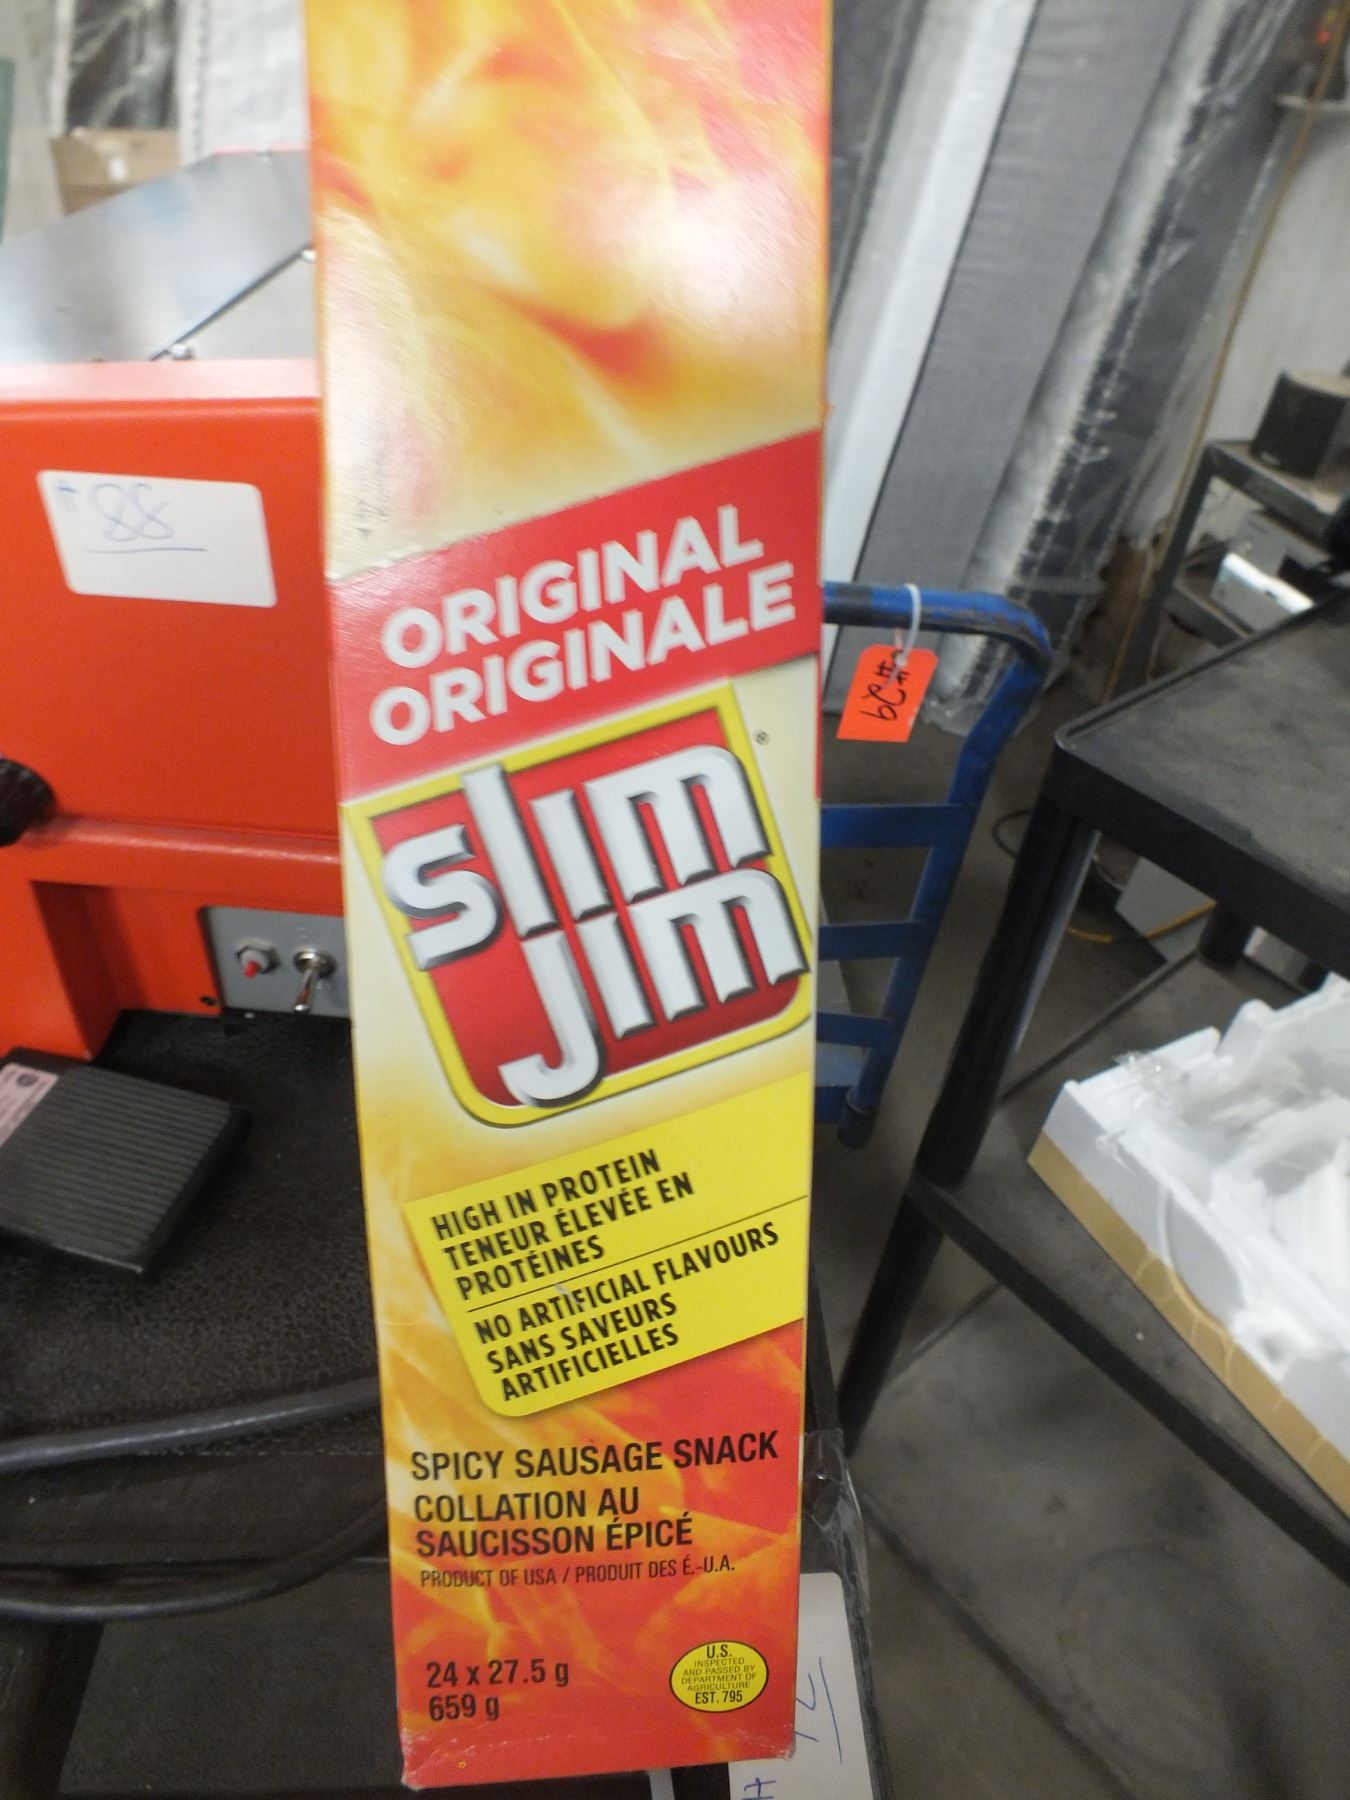 ORIGINAL
ORIGINALE
slim
jim
®
HIGH IN PROTEIN
TENEUR ÉLEVÉE EN
PROTÉINES
NO ARTIFICIAL FLAVOURS
SANS SAVEURS
ARTIFICIELLES
SPICY SAUSAGE SNACK
COLLATION AU
SAUCISSON ÉPICÉ
PRODUCT OF USA / PRODUIT DES É.-U.A.
24 x 27.5 g
659 g
U.S.
INSPECTED
AND PASSED BY
DEPARTMENT OF
AGRICULTURE
EST. 795
#88
#29